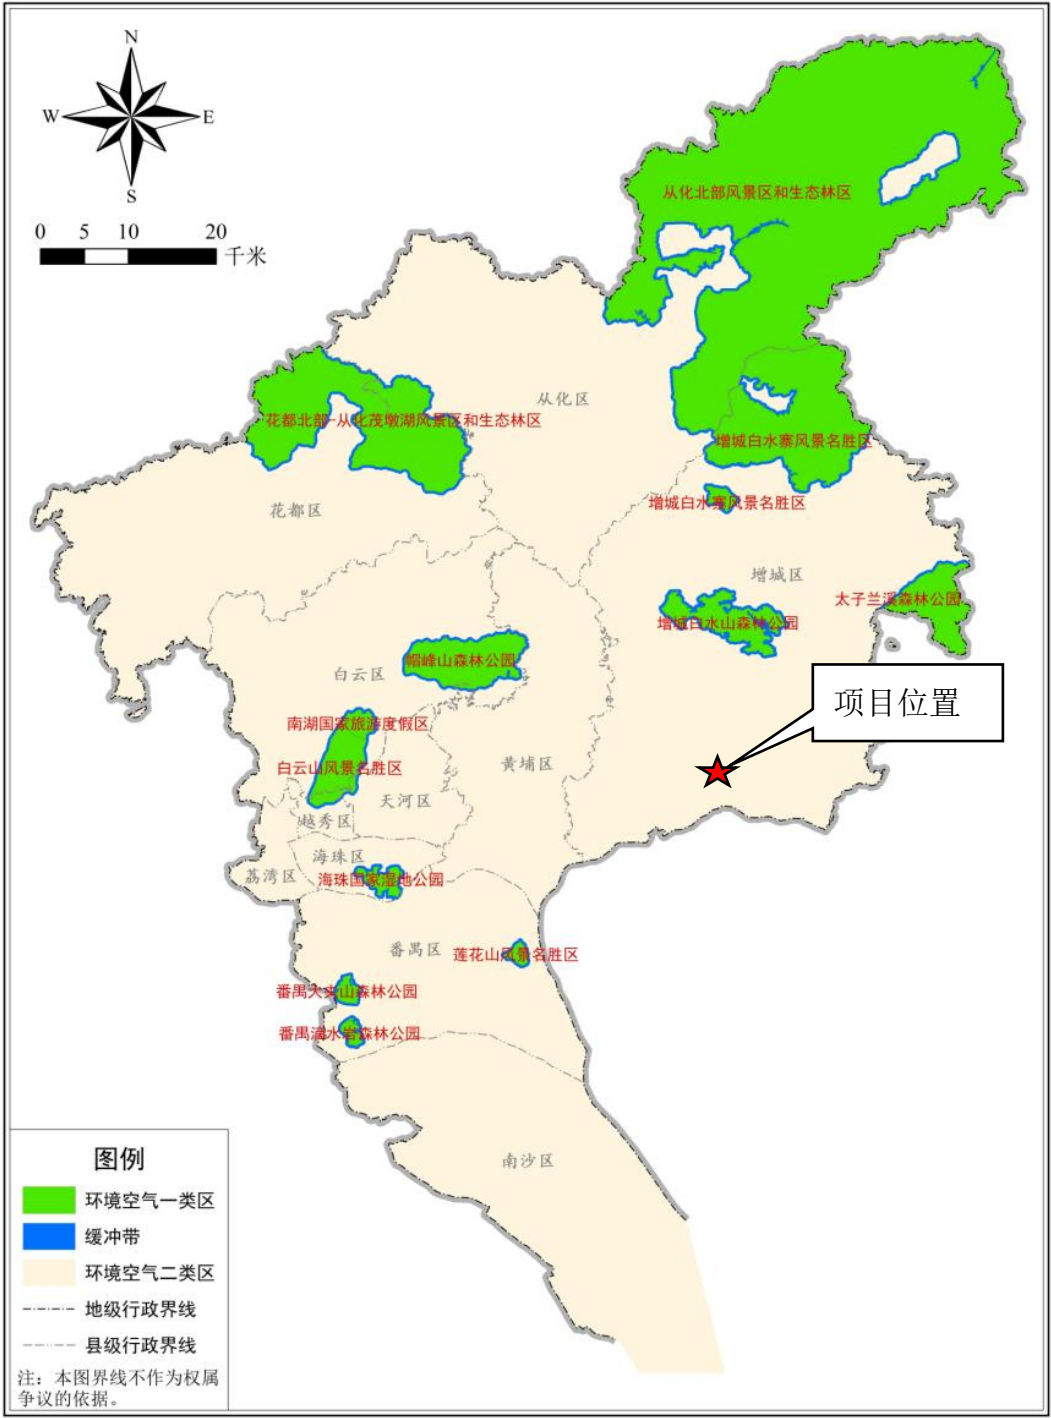 N
W
E
S
0 5 10 20
千米
从化北部风景区和生态林区
从化区
花都北部-从化茂墩湖风景区和生态林区
增城白水寨风景名胜区
花都区
增城白水寨风景名胜区
增城区
太子兰溪森林公园
增城白水山森林公园
帽峰山森林公园
白云区
项目位置
南湖国家旅游度假区
白云山风景名胜区
黄埔区
天河区
越秀区
海珠区
荔湾区
海珠国家湿地公园
番禺区
莲花山风景名胜区
番禺大夫山森林公园
番禺滴水岩森林公园
南沙区
图例
环境空气一类区
缓冲带
环境空气二类区
地级行政界线
县级行政界线
注：本图界线不作为权属
争议的依据。